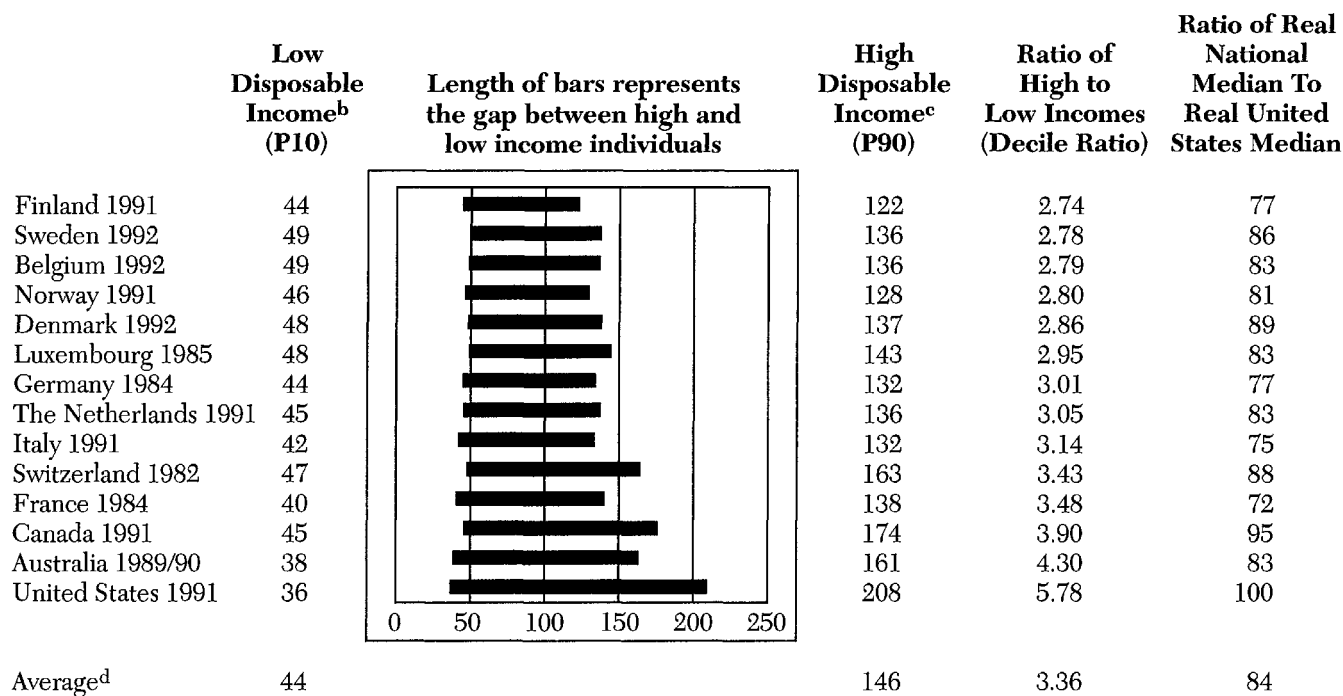 Low Disposable Incomeb (P10)
Length of bars represents the gap between high and low income individuals
High Disposable Incomec (P90)
Ratio of High to Low Incomes (Decile Ratio)
Ratio of Real National Median To Real United States Median
Finland 1991 44 122 2.74 77
Sweden 1992 49 136 2.78 86
Belgium 1992 49 136 2.79 83
Norway 1991 46 128 2.80 81
Denmark 1992 48 137 2.86 89
Luxembourg 1985 48 143 2.95 83
Germany 1984 44 132 3.01 77
The Netherlands 1991 45 136 3.05 83
Italy 1991 42 132 3.14 75
Switzerland 1982 47 163 3.43 88
France 1984 40 138 3.48 72
Canada 1991 45 174 3.90 95
Australia 1989/90 38 161 4.30 83
United States 1991 36 208 5.78 100
0 50 100 150 200 250
Averaged 44 146 3.36 84